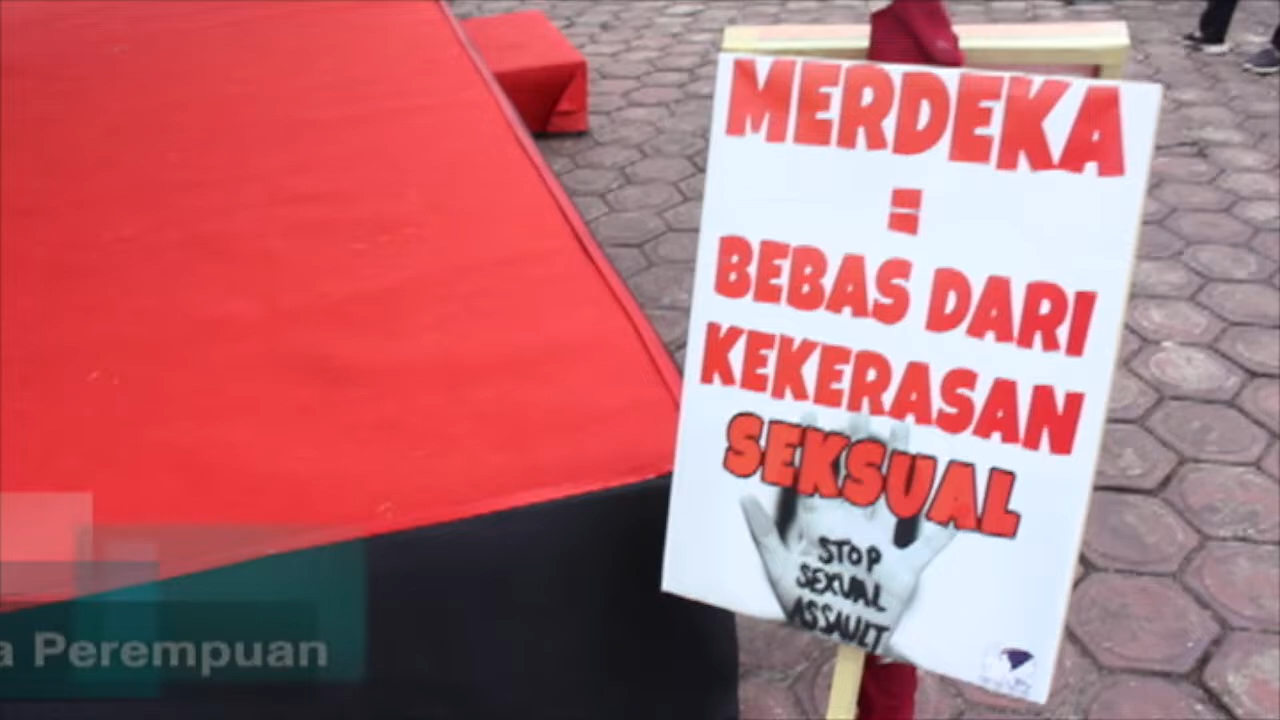 MERDEKA
=
BEBAS DARI
KEKERASAN
SEKSUAL
STOP
SEXUAL
ASSAULT
a Perempuan